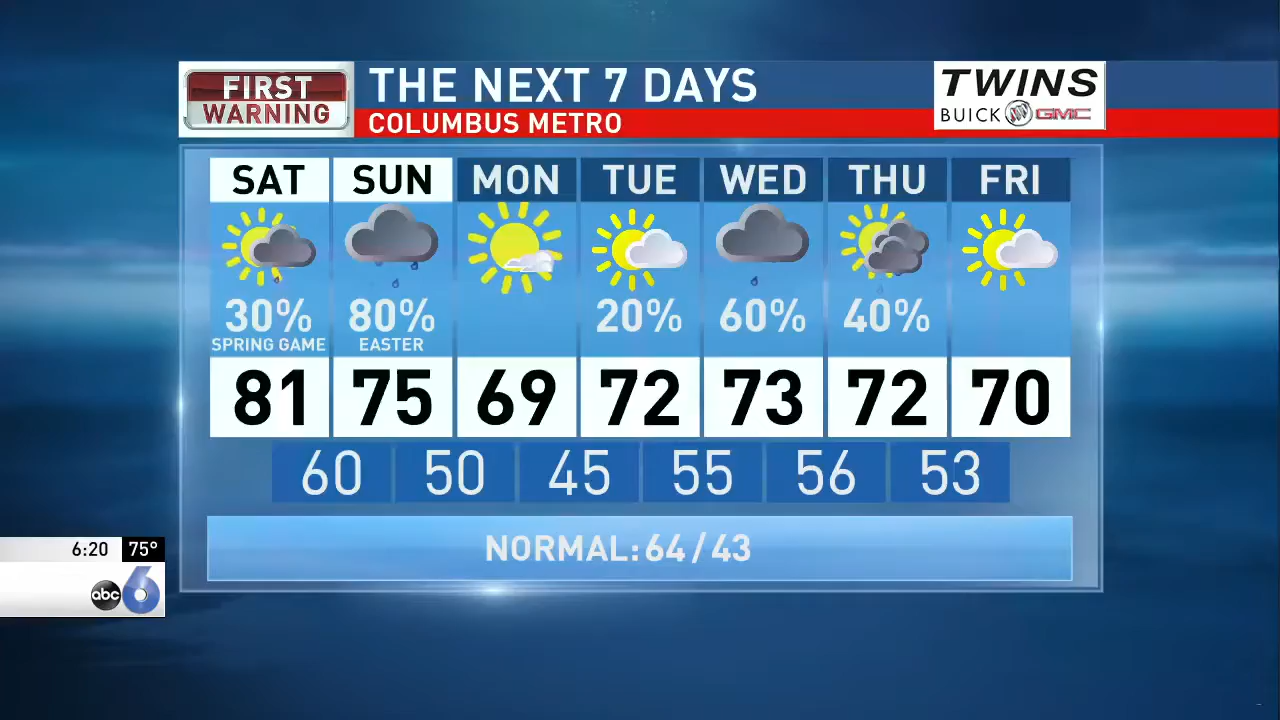 FIRST
WARNING
THE NEXT 7 DAYS
COLUMBUS METRO
TWINS
BUICK GMC
SAT SUN MON TUE WED THU FRI
30% 80% 20% 60% 40%
SPRING GAME EASTER
81 75 69 72 73 72 70
60 50 45 55 56 53
NORMAL: 64 / 43
6:20 75°
abc 6